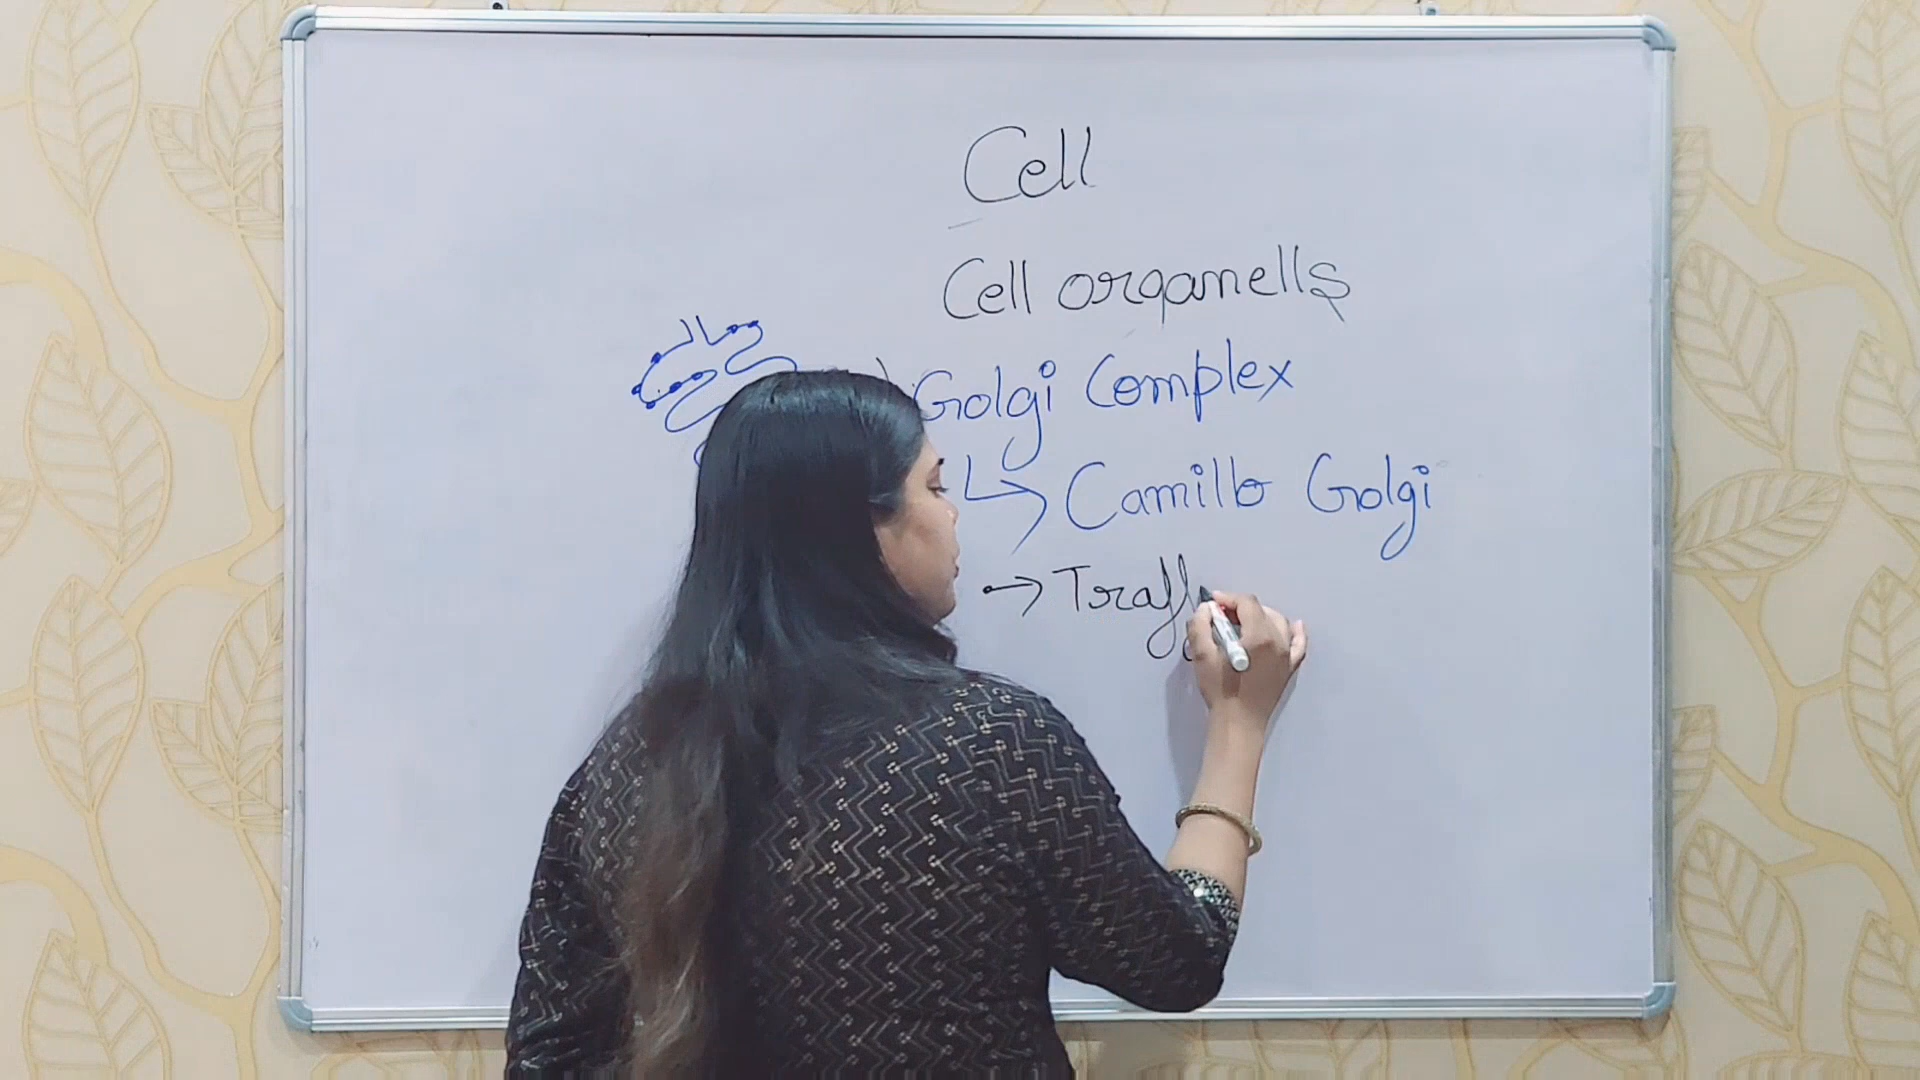 Cell
Cell organells
Golgi Complex
Camillo Golgi
→ Traff